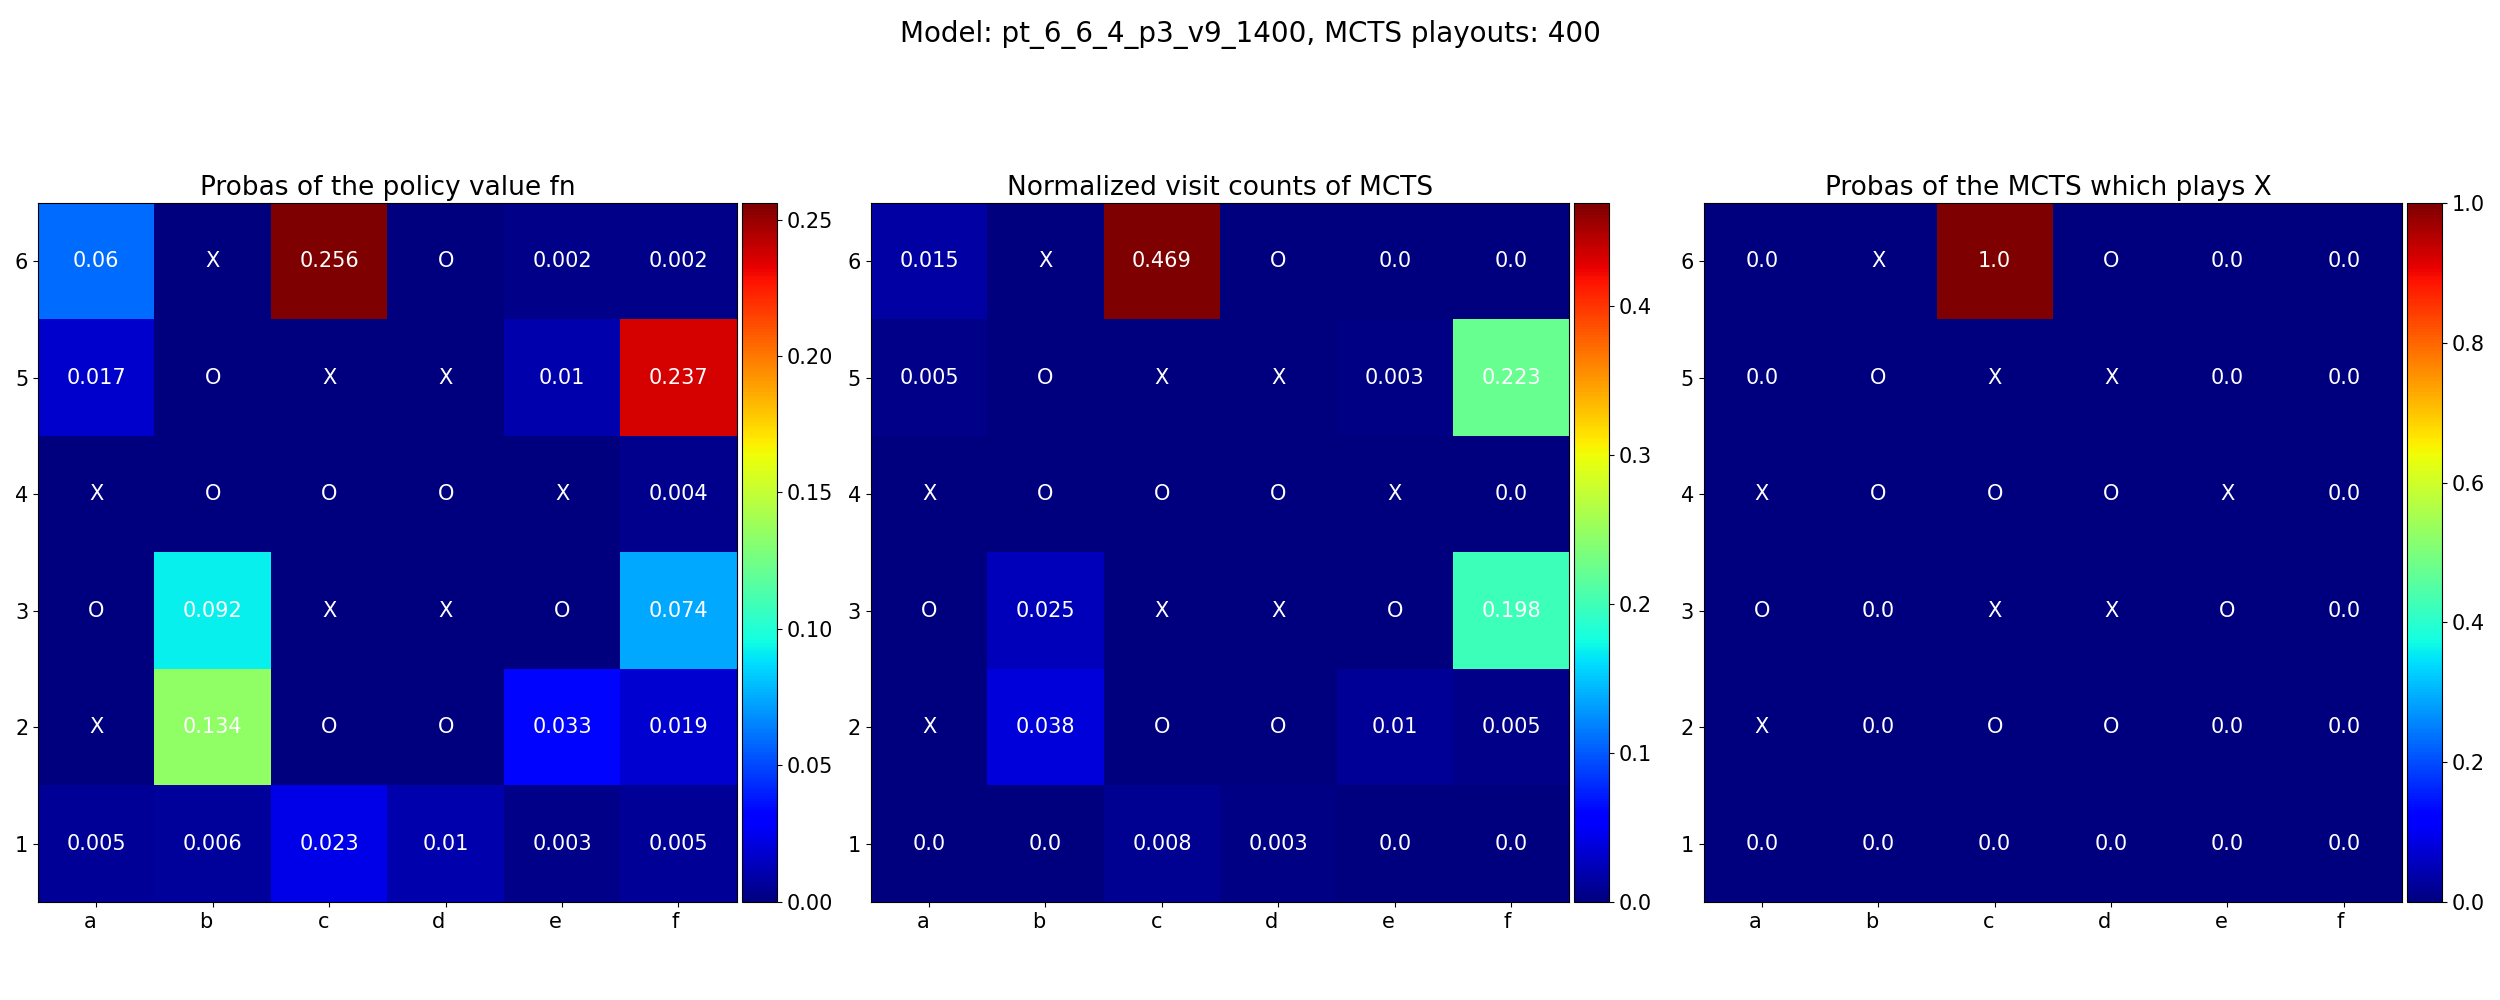 Model: pt_6_6_4_p3_v9_1400, MCTS playouts: 400
Probas of the policy value fn
6 0.06 X 0.256 O 0.002 0.002
5 0.017 O X X 0.01 0.237
4 X O O O X 0.004
3 O 0.092 X X O 0.074
2 X 0.134 O O 0.033 0.019
1 0.005 0.006 0.023 0.01 0.003 0.005
a b c d e f
0.25
0.20
0.15
0.10
0.05
0.00
Normalized visit counts of MCTS
6 0.015 X 0.469 O 0.0 0.0
5 0.005 O X X 0.003 0.223
4 X O O O X 0.0
3 O 0.025 X X O 0.198
2 X 0.038 O O 0.01 0.005
1 0.0 0.0 0.008 0.003 0.0 0.0
a b c d e f
0.4
0.3
0.2
0.1
0.0
Probas of the MCTS which plays X
6 0.0 X 1.0 O 0.0 0.0
5 0.0 O X X 0.0 0.0
4 X O O O X 0.0
3 O 0.0 X X O 0.0
2 X 0.0 O O 0.0 0.0
1 0.0 0.0 0.0 0.0 0.0 0.0
a b c d e f
1.0
0.8
0.6
0.4
0.2
0.0